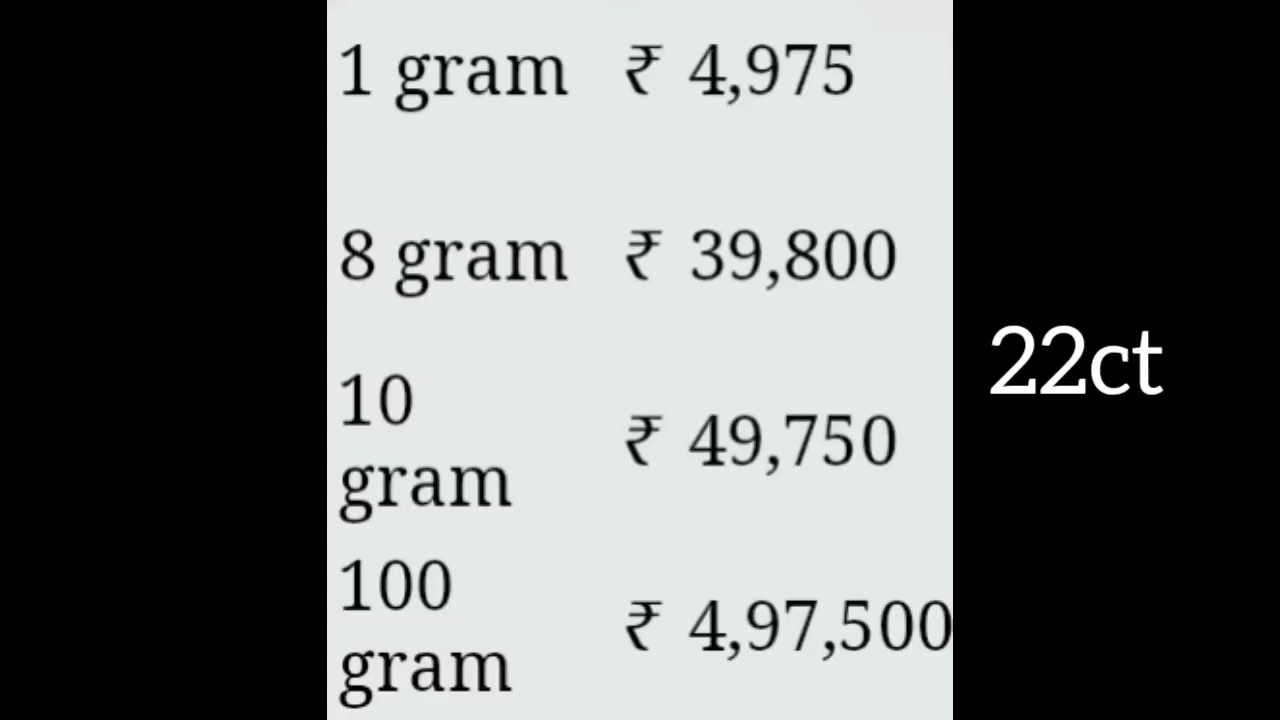 1 gram ₹ 4,975
8 gram ₹ 39,800
10
gram ₹ 49,750
100
gram ₹ 4,97,500
22ct